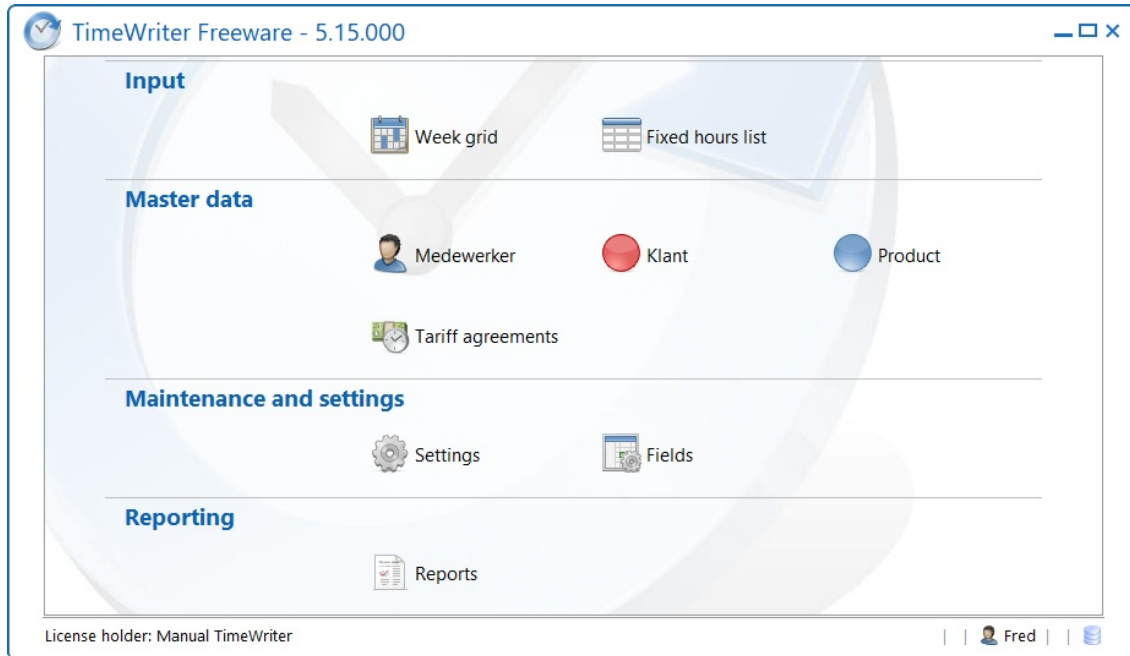 TimeWriter Freeware - 5.15.000
Input
Week grid
Fixed hours list
Master data
Medewerker
Klant
Product
Tariff agreements
Maintenance and settings
Settings
Fields
Reporting
Reports
License holder: Manual TimeWriter
| | Fred | |